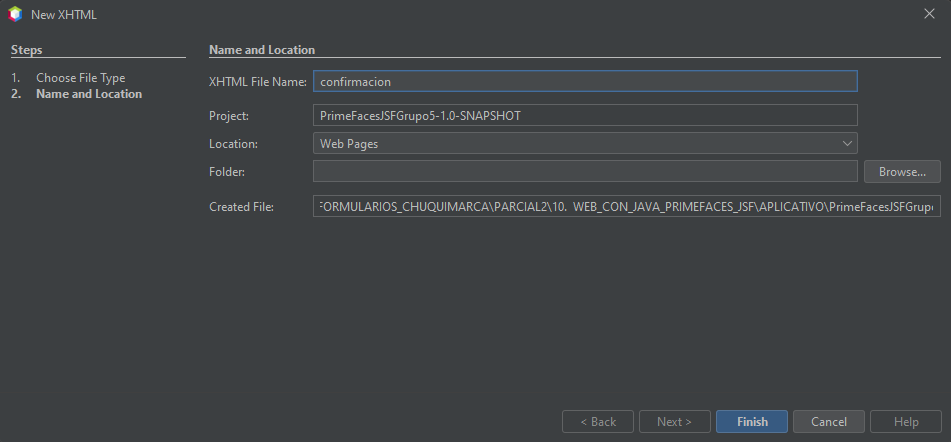 New XHTML
Steps
1. Choose File Type
2. Name and Location
Name and Location
XHTML File Name: confirmacion
Project: PrimeFacesJSFGrupo5-1.0-SNAPSHOT
Location: Web Pages
Folder: Browse...
Created File: FORMULARIOS_CHUQUIMARCA\PARCIAL2\10. WEB_CON_JAVA_PRIMEFACES_JSF\APLICATIVO\PrimeFacesJSFGrupo
< Back Next > Finish Cancel Help